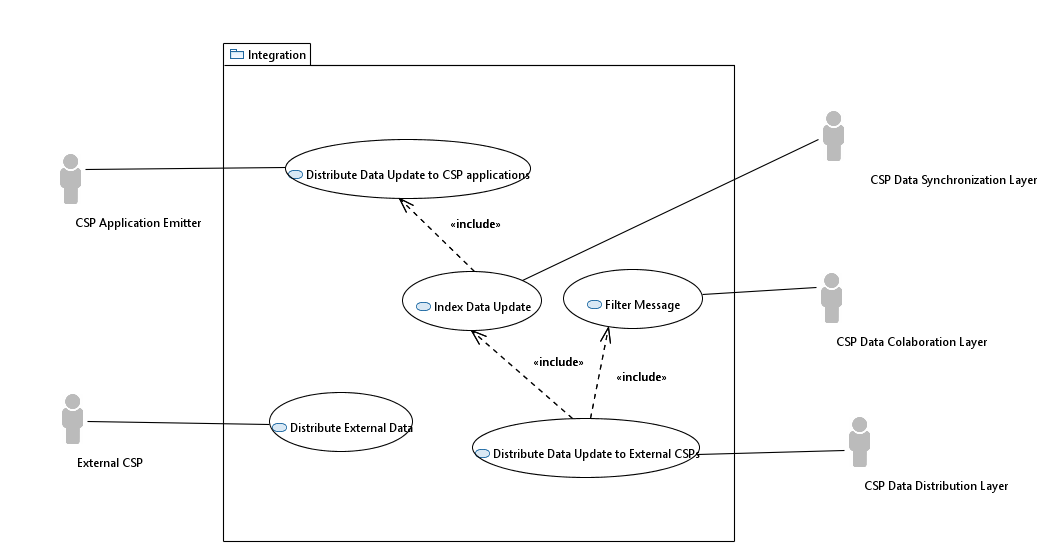 Integration
CSP Data Synchronization Layer
Distribute Data Update to CSP applications
CSP Application Emitter
«include»
Index Data Update
Filter Message
CSP Data Colaboration Layer
«include»
«include»
Distribute External Data
Distribute Data Update to External CSPs
External CSP
CSP Data Distribution Layer